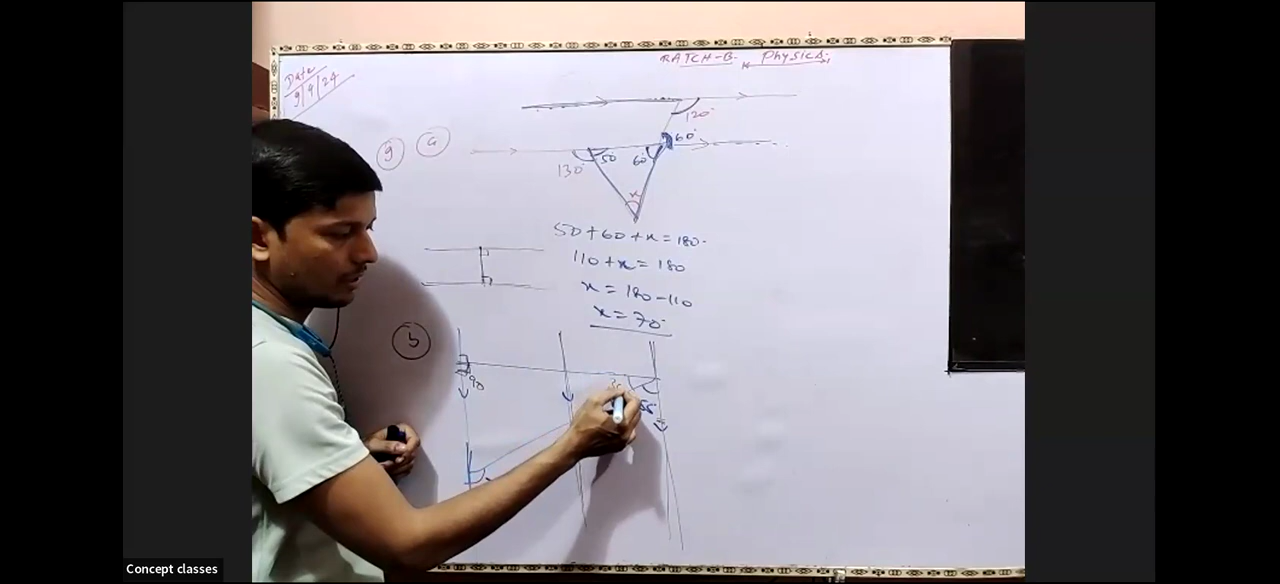 BATCH-B. Physics.
Date
9/9/24
120°
9 a
60°
130° 50 60
x
50+60+x=180.
110+x=180
x=180-110
x=70°
b
90
55°
Concept classes